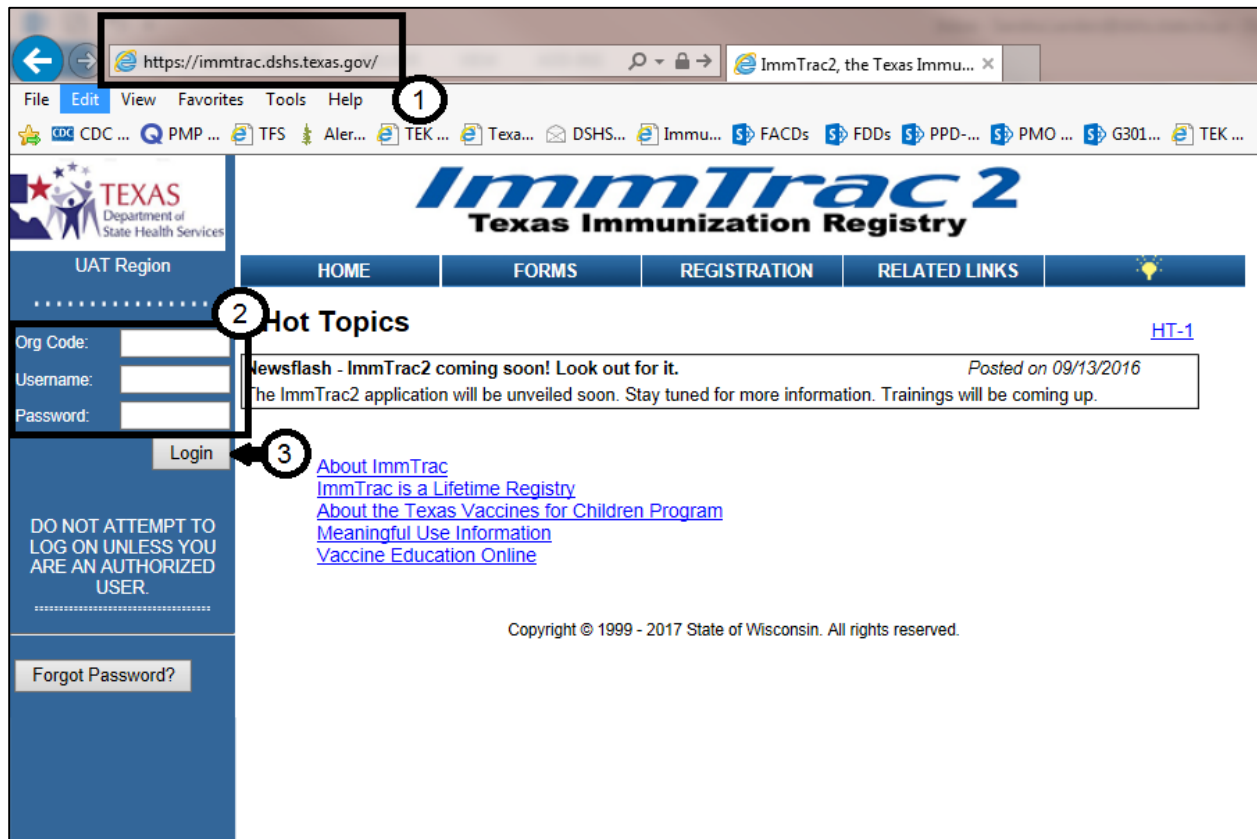 https://immtrac.dshs.texas.gov/
ImmTrac2, the Texas Immu...
File Edit View Favorites Tools Help
1
CDC CDC ... PMP ... TFS Aler... TEK ... Texa... DSHS... Immu... FACDs FDDs PPD-... PMO ... G301... TEK ...
TEXAS
Department of
State Health Services
ImmTrac2
Texas Immunization Registry
UAT Region
HOME FORMS REGISTRATION RELATED LINKS
2
Hot Topics
HT-1
Org Code:
Username:
Password:
Login
3
Newsflash - ImmTrac2 coming soon! Look out for it. Posted on 09/13/2016
The ImmTrac2 application will be unveiled soon. Stay tuned for more information. Trainings will be coming up.
About ImmTrac
ImmTrac is a Lifetime Registry
About the Texas Vaccines for Children Program
Meaningful Use Information
Vaccine Education Online
DO NOT ATTEMPT TO
LOG ON UNLESS YOU
ARE AN AUTHORIZED
USER.
Copyright © 1999 - 2017 State of Wisconsin. All rights reserved.
Forgot Password?